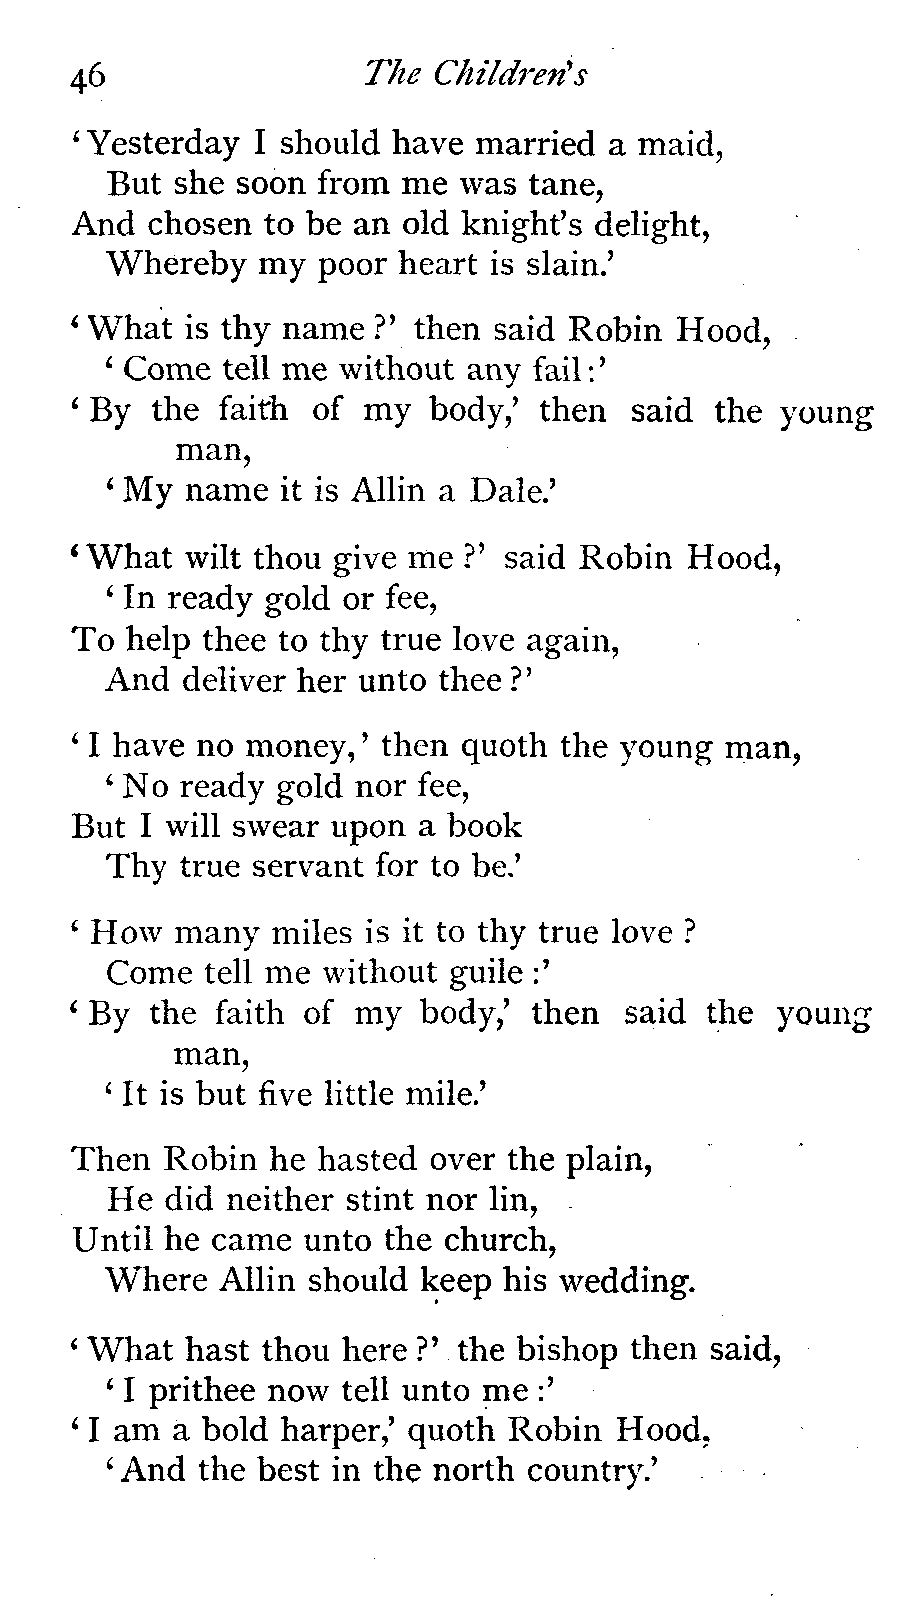 46 The Children's
‘Yesterday I should have married a maid,
But she soon from me was tane,
And chosen to be an old knight's delight,
Whereby my poor heart is slain.’
‘What is thy name?’ then said Robin Hood,
‘Come tell me without any fail:’
‘By the faith of my body,’ then said the young
man,
‘My name it is Allin a Dale.’
‘What wilt thou give me?’ said Robin Hood,
‘In ready gold or fee,
To help thee to thy true love again,
And deliver her unto thee?’
‘I have no money,’ then quoth the young man,
‘No ready gold nor fee,
But I will swear upon a book
Thy true servant for to be.’
‘How many miles is it to thy true love?
Come tell me without guile:’
‘By the faith of my body,’ then said the young
man,
‘It is but five little mile.’
Then Robin he hasted over the plain,
He did neither stint nor lin,
Until he came unto the church,
Where Allin should keep his wedding.
‘What hast thou here?’ the bishop then said,
‘I prithee now tell unto me:’
‘I am a bold harper,’ quoth Robin Hood,
‘And the best in the north country.’